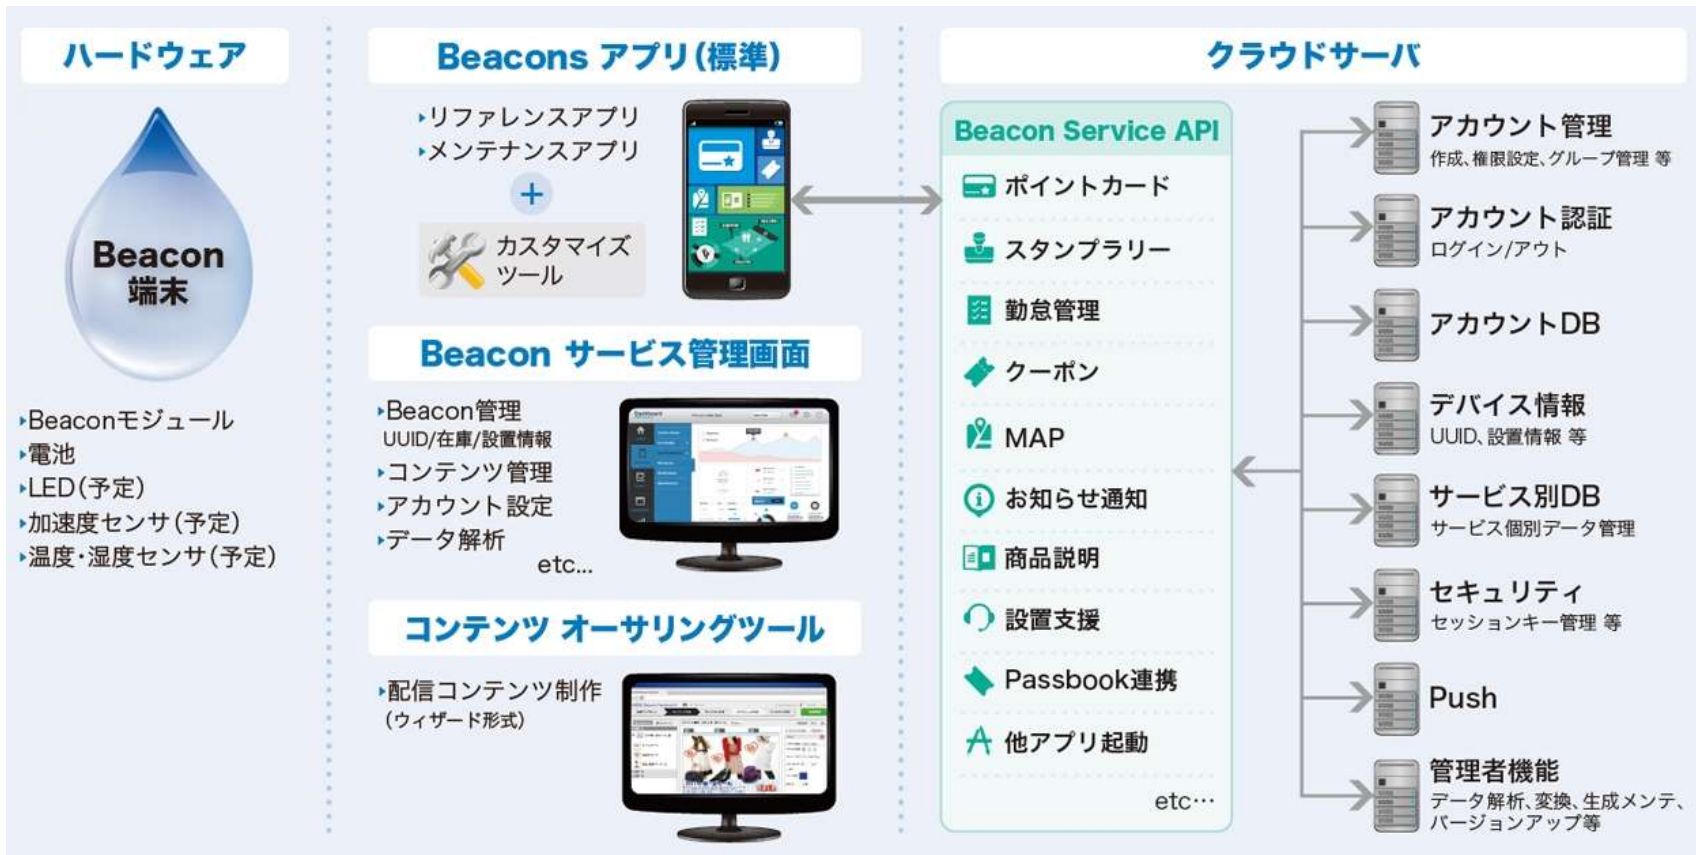 ハードウェア
Beacon
端末
▸Beaconモジュール
▸電池
▸LED(予定)
▸加速度センサ(予定)
▸温度・湿度センサ(予定)
Beacons アプリ(標準)
▸リファレンスアプリ
▸メンテナンスアプリ
+
カスタマイズ
ツール
Beacon サービス管理画面
▸Beacon管理
UUID/在庫/設置情報
▸コンテンツ管理
▸アカウント設定
▸データ解析
etc...
Dashboard
コンテンツ オーサリングツール
▸配信コンテンツ制作
(ウィザード形式)
クラウドサーバ
Beacon Service API
ポイントカード
スタンプラリー
勤怠管理
クーポン
MAP
お知らせ通知
商品説明
設置支援
Passbook連携
他アプリ起動
etc…
アカウント管理
作成、権限設定、グループ管理 等
アカウント認証
ログイン/アウト
アカウントDB
デバイス情報
UUID、設置情報 等
サービス別DB
サービス個別データ管理
セキュリティ
セッションキー管理 等
Push
管理者機能
データ解析、変換、生成メンテ、
バージョンアップ等